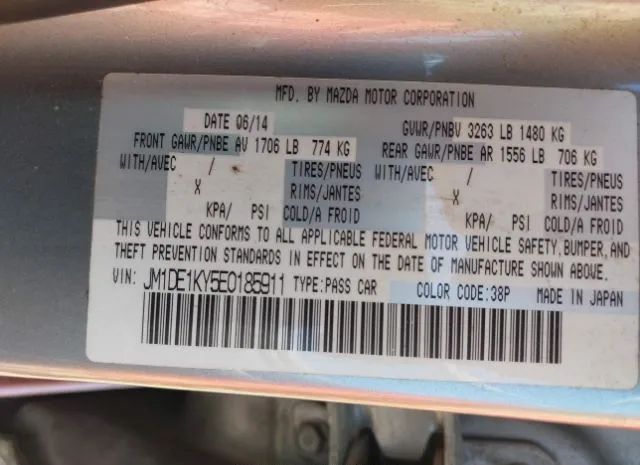 MFD. BY MAZDA MOTOR CORPORATION
DATE 06/14 GVWR/PNBV 3263 LB 1480 KG
FRONT GAWR/PNBE AV 1706 LB 774 KG REAR GAWR/PNBE AR 1556 LB 706 KG
WITH/AVEC / TIRES/PNEUS WITH/AVEC / TIRES/PNEUS
X RIMS/JANTES X RIMS/JANTES
KPA/ PSI COLD/A FROID KPA/ PSI COLD/A FROID
THIS VEHICLE CONFORMS TO ALL APPLICABLE FEDERAL MOTOR VEHICLE SAFETY,BUMPER,AND
THEFT PREVENTION STANDARDS IN EFFECT ON THE DATE OF MANUFACTURE SHOWN ABOVE.
VIN: JM1DE1KY5E0185911 TYPE:PASS CAR COLOR CODE:38P MADE IN JAPAN